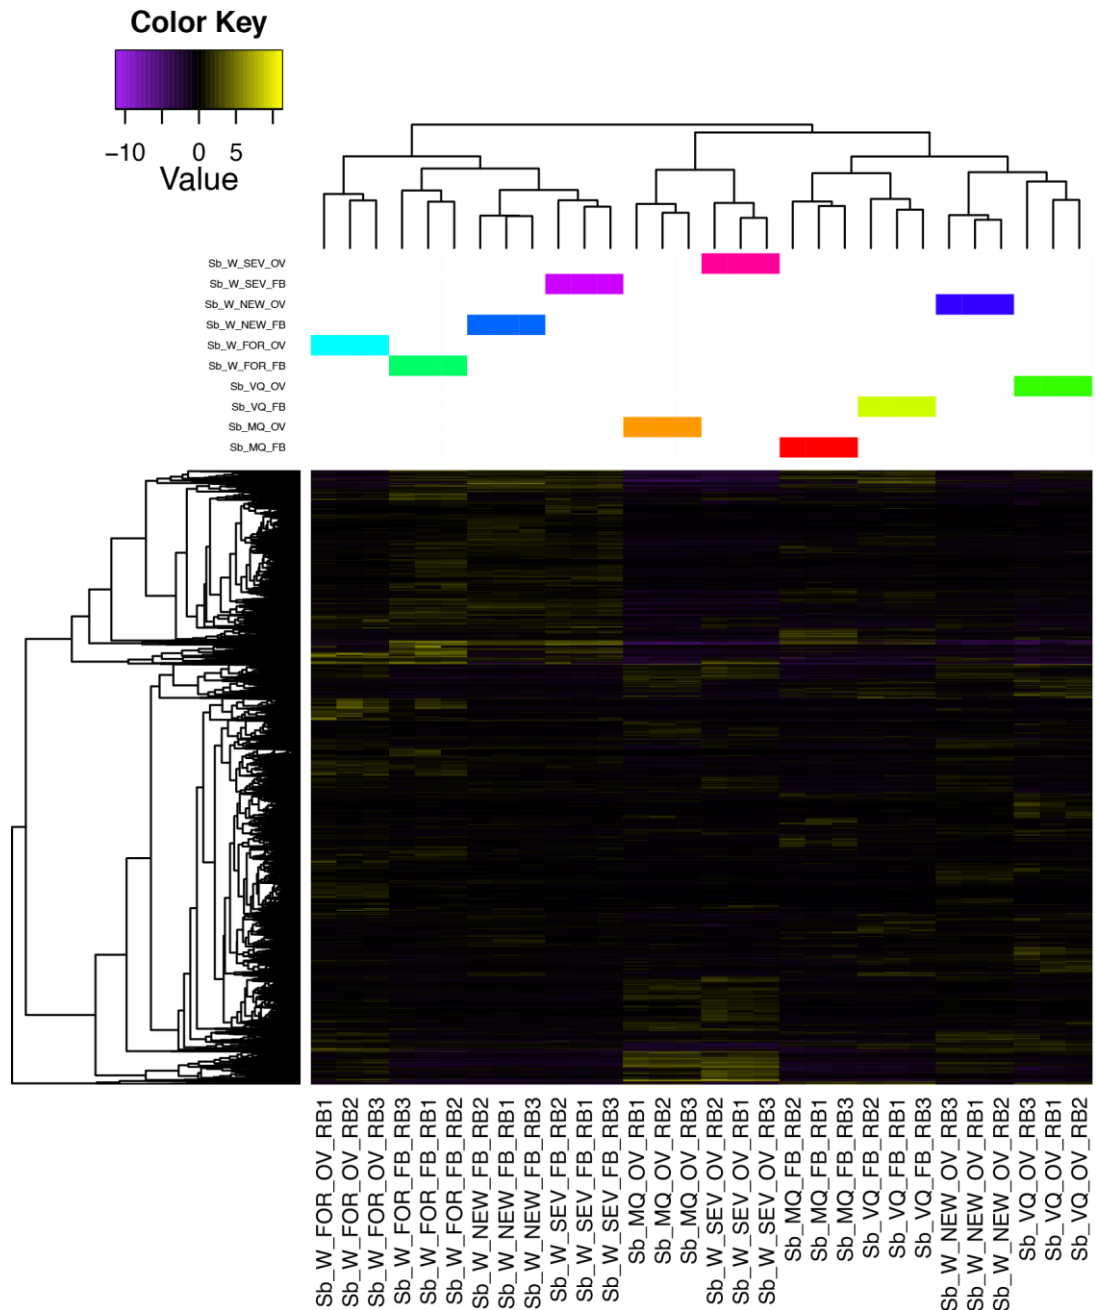 Color Key
−10 0 5
Value
Sb_W_SEV_OV
Sb_W_SEV_FB
Sb_W_NEW_OV
Sb_W_NEW_FB
Sb_W_FOR_OV
Sb_W_FOR_FB
Sb_VQ_OV
Sb_VQ_FB
Sb_MQ_OV
Sb_MQ_FB
Sb_W_FOR_OV_RB1
Sb_W_FOR_OV_RB2
Sb_W_FOR_OV_RB3
Sb_W_FOR_FB_RB3
Sb_W_FOR_FB_RB1
Sb_W_FOR_FB_RB2
Sb_W_NEW_FB_RB2
Sb_W_NEW_FB_RB1
Sb_W_NEW_FB_RB3
Sb_W_SEV_FB_RB2
Sb_W_SEV_FB_RB1
Sb_W_SEV_FB_RB3
Sb_MQ_OV_RB1
Sb_MQ_OV_RB2
Sb_MQ_OV_RB3
Sb_W_SEV_OV_RB2
Sb_W_SEV_OV_RB1
Sb_W_SEV_OV_RB3
Sb_MQ_FB_RB2
Sb_MQ_FB_RB1
Sb_MQ_FB_RB3
Sb_VQ_FB_RB2
Sb_VQ_FB_RB1
Sb_VQ_FB_RB3
Sb_W_NEW_OV_RB3
Sb_W_NEW_OV_RB1
Sb_W_NEW_OV_RB2
Sb_VQ_OV_RB3
Sb_VQ_OV_RB1
Sb_VQ_OV_RB2